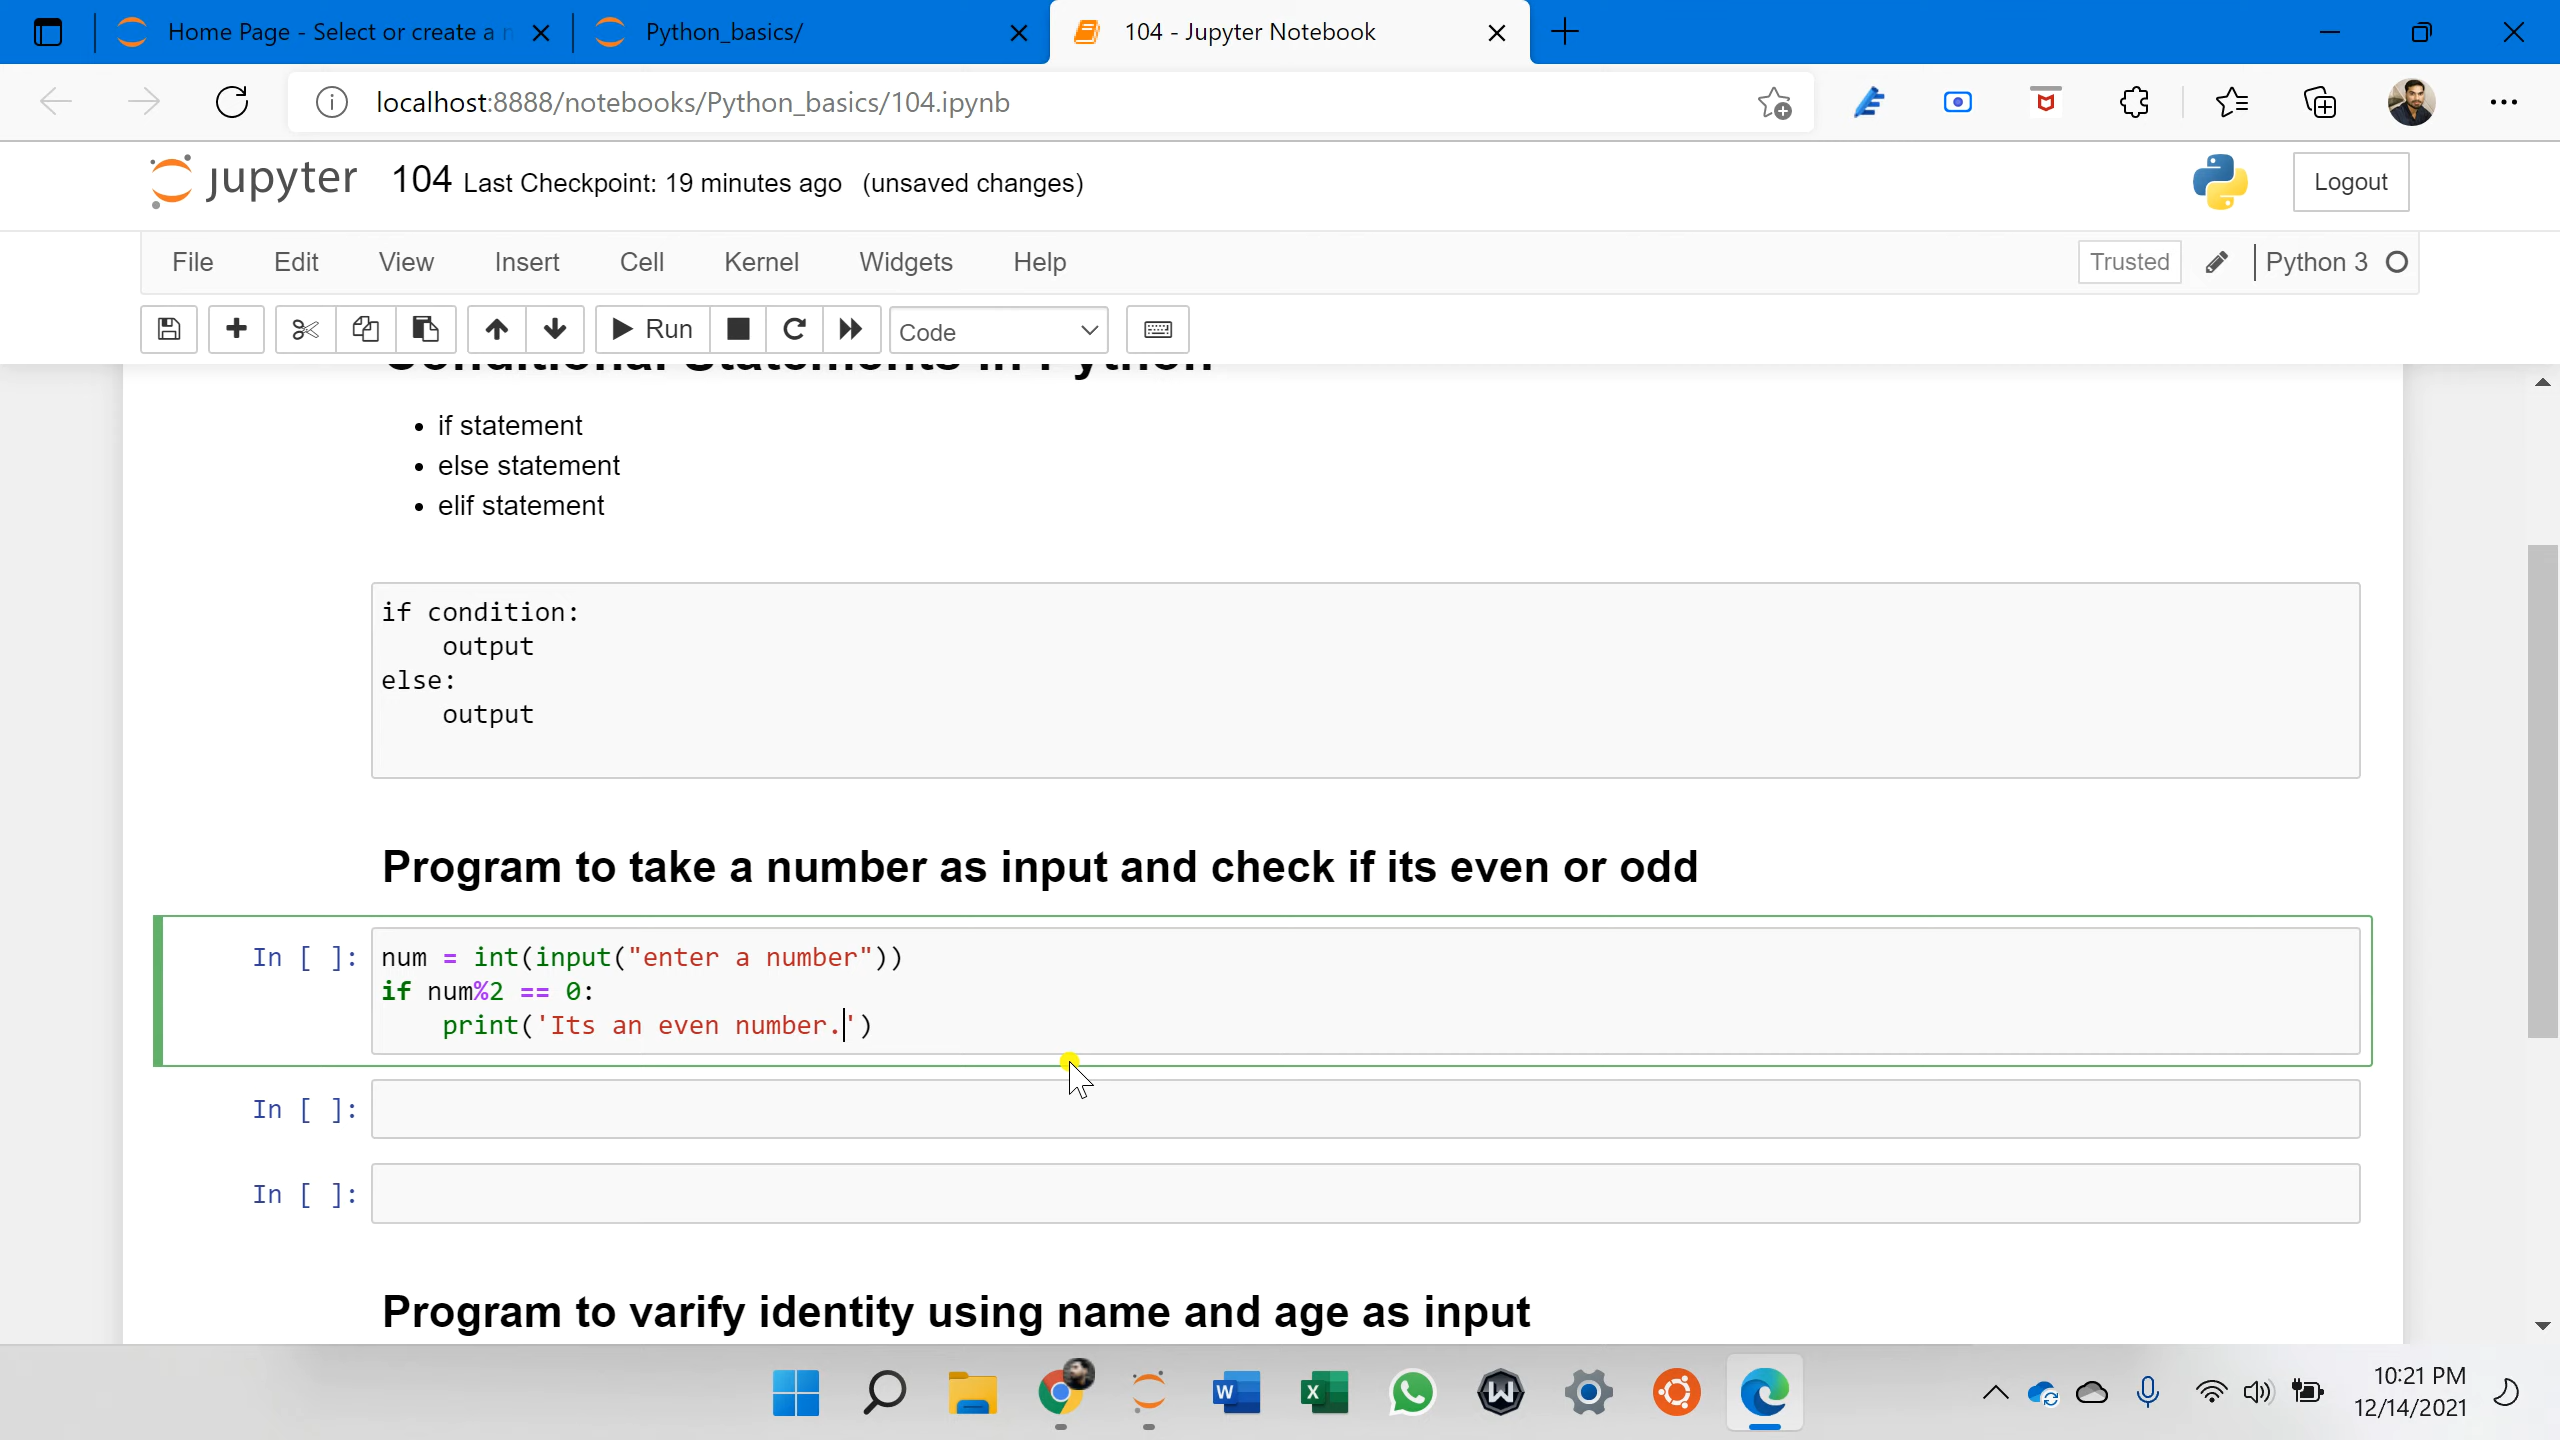 Home Page - Select or create a n
Python_basics/
104 - Jupyter Notebook
localhost:8888/notebooks/Python_basics/104.ipynb
jupyter 104 Last Checkpoint: 19 minutes ago (unsaved changes)
Logout
File Edit View Insert Cell Kernel Widgets Help
Trusted
Python 3
Run
Code
Conditional Statements in Python
• if statement
• else statement
• elif statement
if condition:
    output
else:
    output
Program to take a number as input and check if its even or odd
In [ ]: num = int(input("enter a number"))
if num%2 == 0:
    print('Its an even number.')
In [ ]:
In [ ]:
Program to varify identity using name and age as input
10:21 PM
12/14/2021